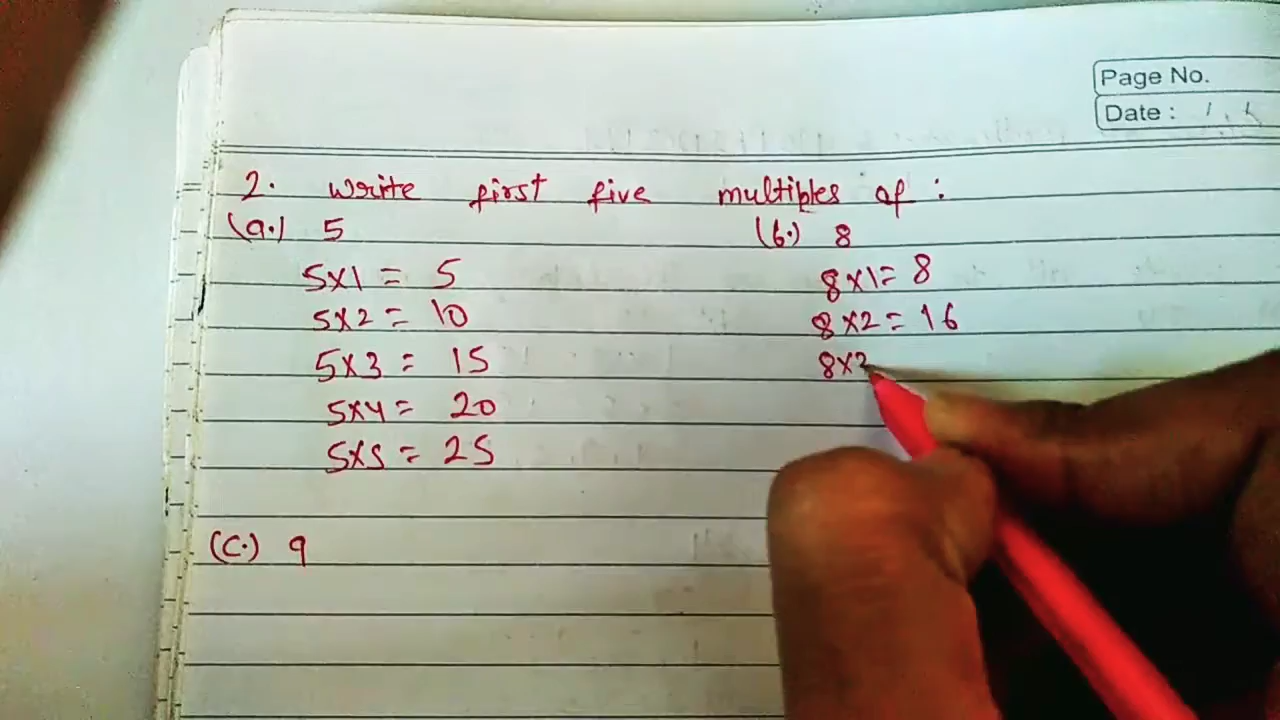 Page No.
Date :
2. Write first five multiples of :
(a.) 5
5x1 = 5
5x2 = 10
5x3 = 15
5x4 = 20
5x5 = 25
(b.) 8
8x1= 8
8x2 = 16
8x3
(c.) 9